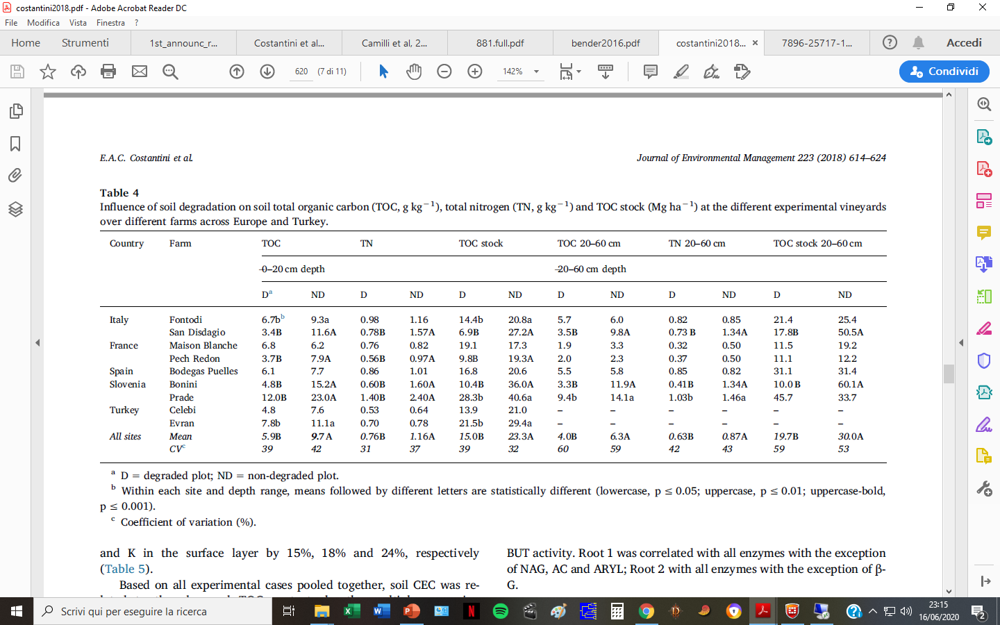 costantini2018.pdf - Adobe Acrobat Reader DC
File Modifica Vista Finestra ?
Home Strumenti 1st_announc_r... Costantini et al... Camilli et al, 2... 881.full.pdf bender2016.pdf costantini2018... × 7896-25717-1... Accedi
620 (7 di 11) 142% Condividi
E.A.C. Costantini et al. Journal of Environmental Management 223 (2018) 614–624
Table 4
Influence of soil degradation on soil total organic carbon (TOC, g kg−1), total nitrogen (TN, g kg−1) and TOC stock (Mg ha−1) at the different experimental vineyards
over different farms across Europe and Turkey.
Country Farm TOC TN TOC stock TOC 20–60 cm TN 20–60 cm TOC stock 20–60 cm
0–20 cm depth 20–60 cm depth
Da ND D ND D ND D ND D ND D ND
Italy Fontodi 6.7bb 9.3a 0.98 1.16 14.4b 20.8a 5.7 6.0 0.82 0.85 21.4 25.4
San Disdagio 3.4B 11.6A 0.78B 1.57A 6.9B 27.2A 3.5B 9.8A 0.73 B 1.34A 17.8B 50.5A
France Maison Blanche 6.8 6.2 0.76 0.82 19.1 17.3 1.9 3.3 0.32 0.50 11.5 19.2
Pech Redon 3.7B 7.9A 0.56B 0.97A 9.8B 19.3A 2.0 2.3 0.37 0.50 11.1 12.2
Spain Bodegas Puelles 6.1 7.7 0.86 1.01 16.8 20.6 5.5 5.8 0.85 0.82 31.1 31.4
Slovenia Bonini 4.8B 15.2A 0.60B 1.60A 10.4B 36.0A 3.3B 11.9A 0.41B 1.34A 10.0 B 60.1A
Prade 12.0B 23.0A 1.40B 2.40A 28.3b 40.6a 9.4b 14.1a 1.03b 1.46a 45.7 33.7
Turkey Celebi 4.8 7.6 0.53 0.64 13.9 21.0 – – – – – –
Evran 7.8b 11.1a 0.70 0.78 21.5b 29.4a – – – – – –
All sites Mean 5.9B 9.7 A 0.76B 1.16A 15.0B 23.3A 4.0B 6.3A 0.63B 0.87A 19.7B 30.0A
CVc 39 42 31 37 39 32 60 59 42 43 59 53
a D = degraded plot; ND = non-degraded plot.
b Within each site and depth range, means followed by different letters are statistically different (lowercase, p ≤ 0.05; uppercase, p ≤ 0.01; uppercase-bold,
p ≤ 0.001).
c Coefficient of variation (%).
and K in the surface layer by 15%, 18% and 24%, respectively
(Table 5).
Based on all experimental cases pooled together, soil CEC was re-
BUT activity. Root 1 was correlated with all enzymes with the exception
of NAG, AC and ARYL; Root 2 with all enzymes with the exception of β-
G.
Scrivi qui per eseguire la ricerca
23:15
16/06/2020
2